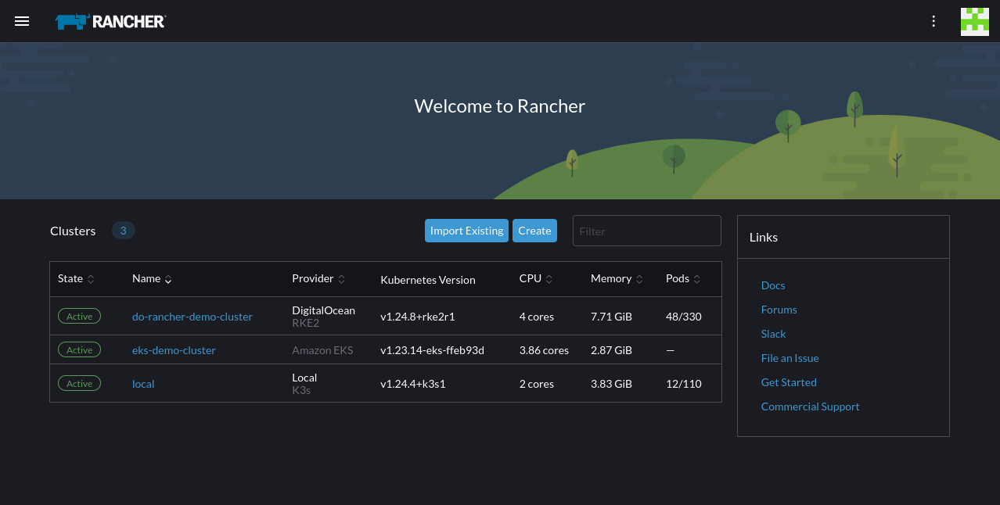 RANCHER
Welcome to Rancher
Clusters 3 Import Existing Create Filter
State Name Provider Kubernetes Version CPU Memory Pods
Active do-rancher-demo-cluster DigitalOcean RKE2 v1.24.8+rke2r1 4 cores 7.71 GiB 48/330
Active eks-demo-cluster Amazon EKS v1.23.14-eks-ffeb93d 3.86 cores 2.87 GiB —
Active local Local K3s v1.24.4+k3s1 2 cores 3.83 GiB 12/110
Links
Docs
Forums
Slack
File an Issue
Get Started
Commercial Support